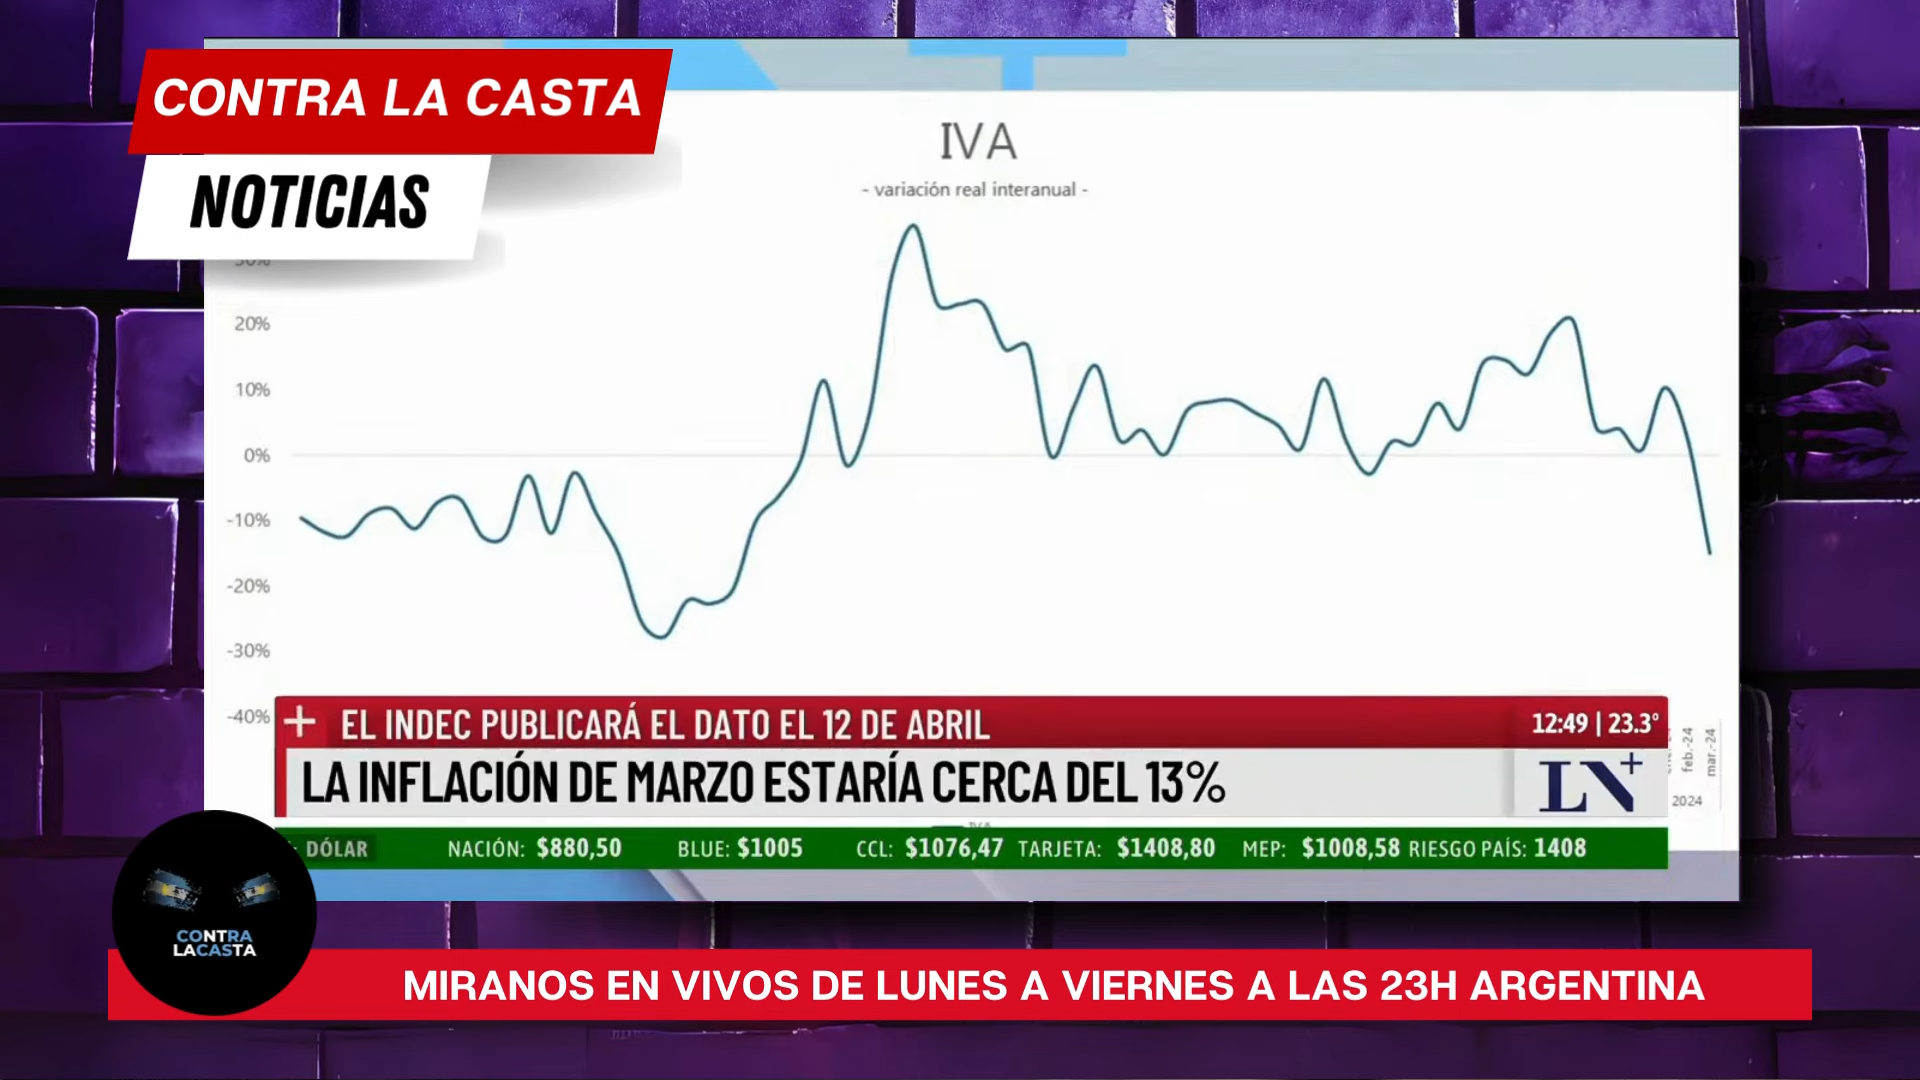 CONTRA LA CASTA
NOTICIAS
IVA
- variación real interanual -
30%
20%
10%
0%
-10%
-20%
-30%
-40%
EL INDEC PUBLICARÁ EL DATO EL 12 DE ABRIL
12:49 | 23.3°
LA INFLACIÓN DE MARZO ESTARÍA CERCA DEL 13%
LN+
feb.-24
mar.-24
2024
DÓLAR NACIÓN: $880,50 BLUE: $1005 CCL: $1076,47 TARJETA: $1408,80 MEP: $1008,58 RIESGO PAÍS: 1408
CONTRA
LACASTA
MIRANOS EN VIVOS DE LUNES A VIERNES A LAS 23H ARGENTINA